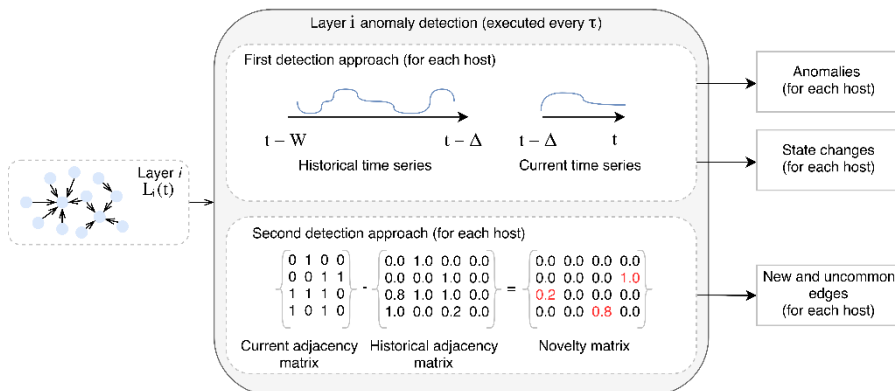 Layer i anomaly detection (executed every τ)
First detection approach (for each host)
t − W
t − Δ
Historical time series
t − Δ
t
Current time series
Layer i
Lᵢ(t)
Second detection approach (for each host)
0 1 0 0
0 0 1 1
1 1 1 0
1 0 1 0
-
0.0 1.0 0.0 0.0
0.0 0.0 1.0 0.0
0.8 1.0 1.0 0.0
1.0 0.0 0.2 0.0
=
0.0 0.0 0.0 0.0
0.0 0.0 0.0 1.0
0.2 0.0 0.0 0.0
0.0 0.0 0.8 0.0
Current adjacency
matrix
Historical adjacency
matrix
Novelty matrix
Anomalies
(for each host)
State changes
(for each host)
New and uncommon
edges
(for each host)